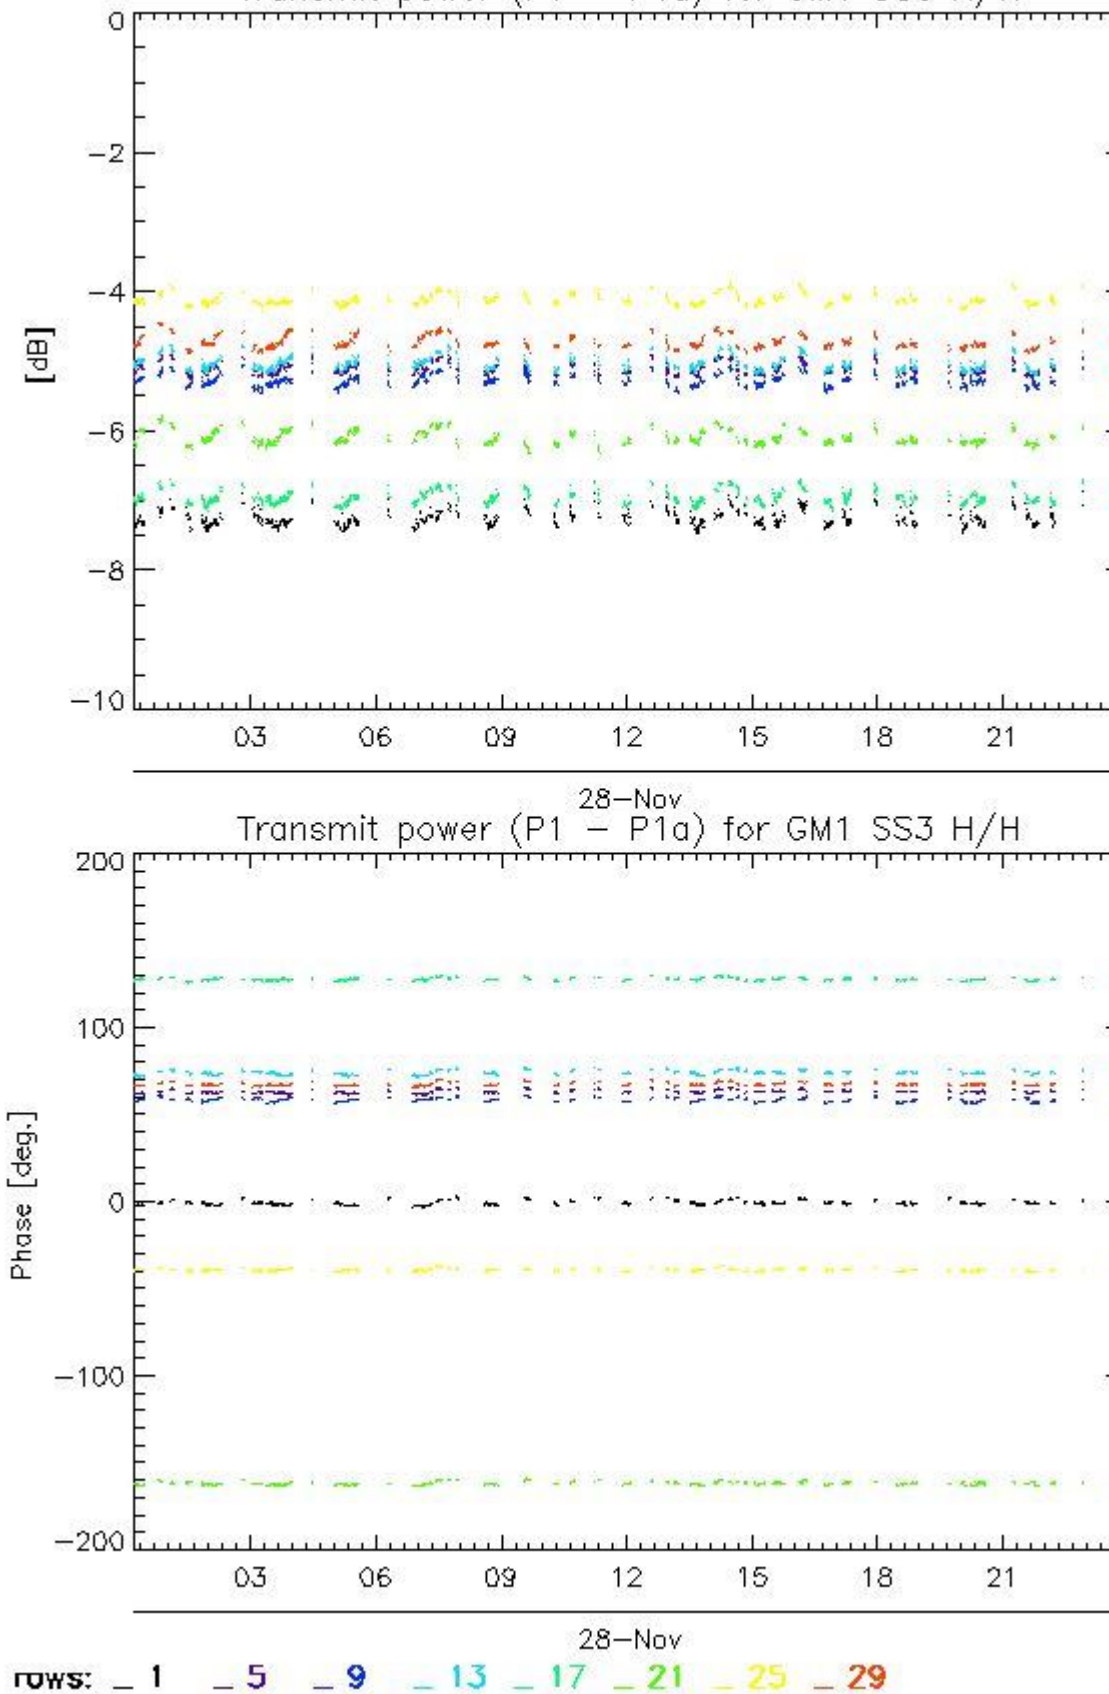 0
−2
−4
[dB]
−6
−8
−10
03 06 09 12 15 18 21
28−Nov
Transmit power (P1 − P1a) for GM1 SS3 H/H
200
100
0
Phase [deg.]
−100
−200
03 06 09 12 15 18 21
28−Nov
rows: _ 1 _ 5 _ 9 _ 13 _ 17 _ 21 _ 25 _ 29